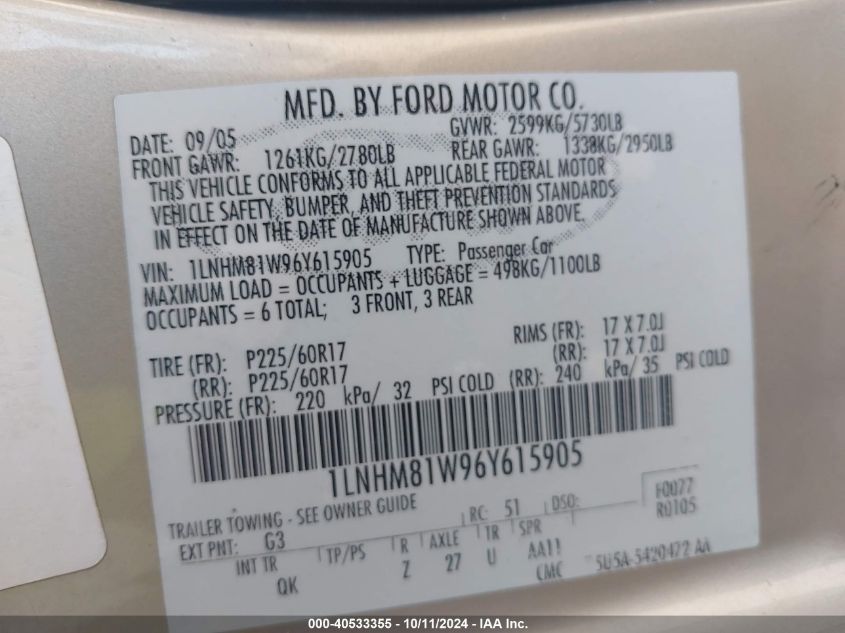 MFD. BY FORD MOTOR CO.
DATE: 09/05 GVWR: 2599KG/5730LB
FRONT GAWR: 1261KG/2780LB REAR GAWR: 1338KG/2950LB
THIS VEHICLE CONFORMS TO ALL APPLICABLE FEDERAL MOTOR
VEHICLE SAFETY, BUMPER, AND THEFT PREVENTION STANDARDS
IN EFFECT ON THE DATE OF MANUFACTURE SHOWN ABOVE.
VIN: 1LNHM81W96Y615905 TYPE: Passenger Car
MAXIMUM LOAD = OCCUPANTS + LUGGAGE = 498KG/1100LB
OCCUPANTS = 6 TOTAL; 3 FRONT, 3 REAR
TIRE (FR): P225/60R17 RIMS (FR): 17 X 7.0J
(RR): P225/60R17 (RR): 17 X 7.0J
PRESSURE (FR): 220 kPa/ 32 PSI COLD (RR): 240 kPa/ 35 PSI COLD
1LNHM81W96Y615905
TRAILER TOWING - SEE OWNER GUIDE RC: 51 DSO: F0077
EXT PNT: G3 R0105
INT TR TP/PS R AXLE TR SPR
QK Z 27 U AA11
CMC 5U5A-5420472-AA
000-40533355 - 10/11/2024 - IAA Inc.